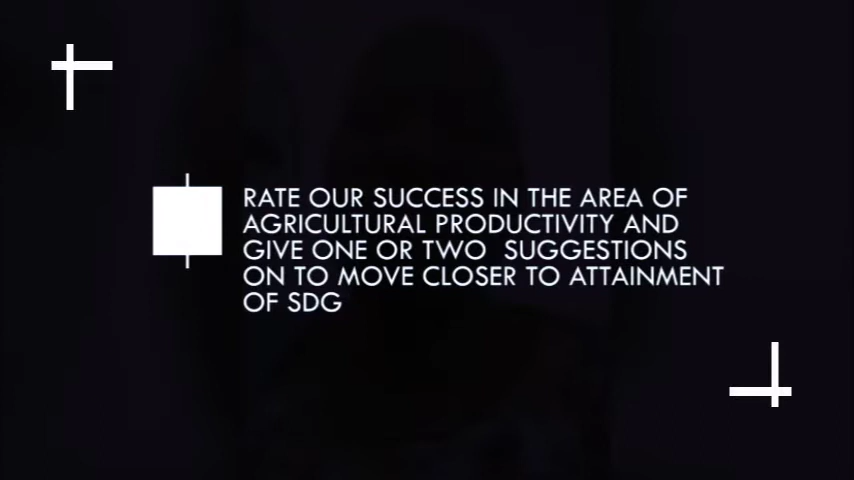 RATE OUR SUCCESS IN THE AREA OF
AGRICULTURAL PRODUCTIVITY AND
GIVE ONE OR TWO SUGGESTIONS
ON TO MOVE CLOSER TO ATTAINMENT
OF SDG